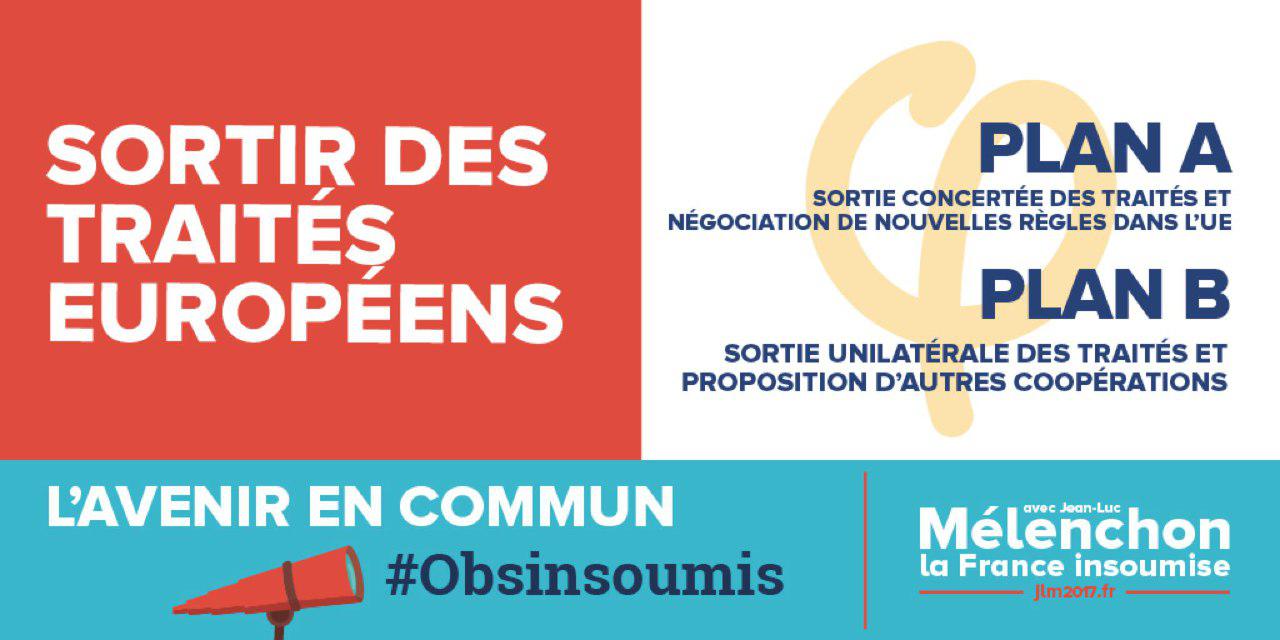 SORTIR DES
TRAITÉS
EUROPÉENS
PLAN A
SORTIE CONCERTÉE DES TRAITÉS ET
NÉGOCIATION DE NOUVELLES RÈGLES DANS L'UE
PLAN B
SORTIE UNILATÉRALE DES TRAITÉS ET
PROPOSITION D'AUTRES COOPÉRATIONS
L'AVENIR EN COMMUN
#Obsinsoumis
avec Jean-Luc
Mélenchon
la France insoumise
jlm2017.fr